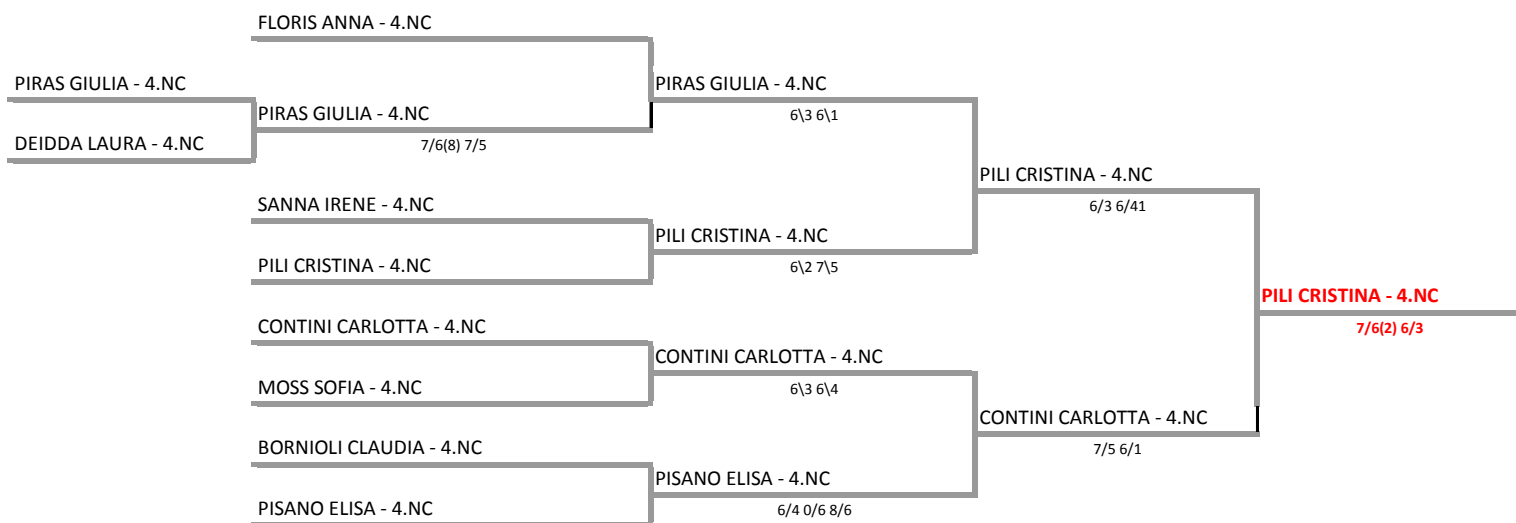 FLORIS ANNA - 4.NC
PIRAS GIULIA - 4.NC
PIRAS GIULIA - 4.NC
PIRAS GIULIA - 4.NC
6\3 6\1
7/6(8) 7/5
DEIDDA LAURA - 4.NC
PILI CRISTINA - 4.NC
6/3 6/41
SANNA IRENE - 4.NC
PILI CRISTINA - 4.NC
6\2 7\5
PILI CRISTINA - 4.NC
PILI CRISTINA - 4.NC
7/6(2) 6/3
CONTINI CARLOTTA - 4.NC
CONTINI CARLOTTA - 4.NC
6\3 6\4
MOSS SOFIA - 4.NC
CONTINI CARLOTTA - 4.NC
7/5 6/1
BORNIOLI CLAUDIA - 4.NC
PISANO ELISA - 4.NC
6/4 0/6 8/6
PISANO ELISA - 4.NC